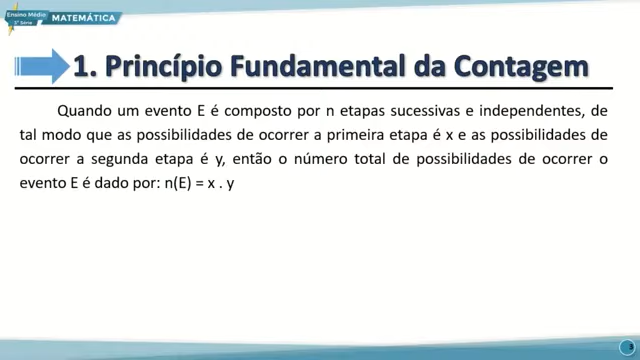 Ensino Médio
3ª Série
MATEMÁTICA
1. Princípio Fundamental da Contagem
Quando um evento E é composto por n etapas sucessivas e independentes, de
tal modo que as possibilidades de ocorrer a primeira etapa é x e as possibilidades de
ocorrer a segunda etapa é y, então o número total de possibilidades de ocorrer o
evento E é dado por: n(E) = x . y
3